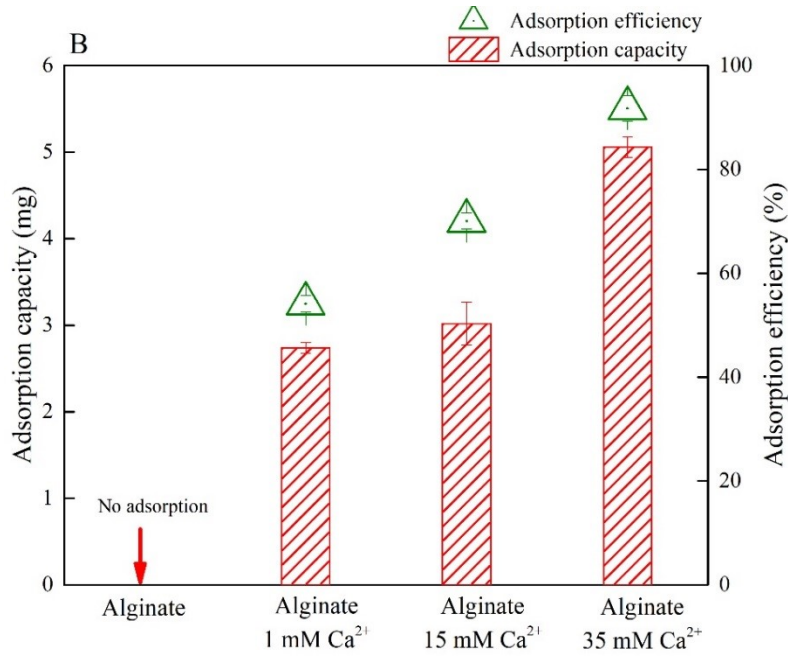 B
Adsorption efficiency
Adsorption capacity
Adsorption capacity (mg)
6
5
4
3
2
1
0
No adsorption
100
80
60
40
20
0
Adsorption efficiency (%)
Alginate
Alginate
1 mM Ca²⁺
Alginate
15 mM Ca²⁺
Alginate
35 mM Ca²⁺